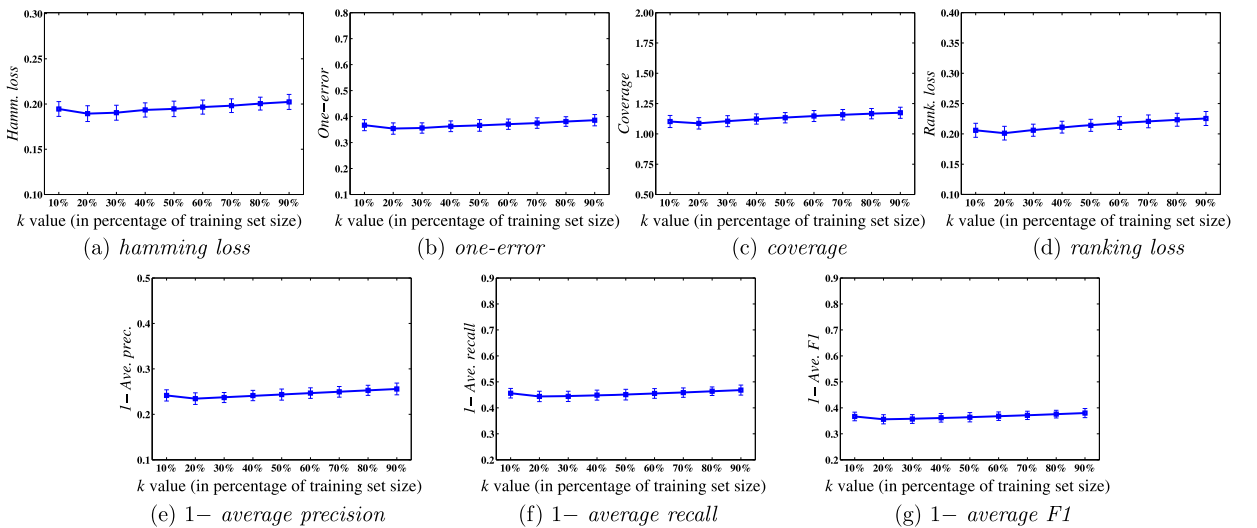 0.30
0.25
0.20
0.15
0.10
Hamm. loss
10% 20% 30% 40% 50% 60% 70% 80% 90%
k value (in percentage of training set size)
(a) hamming loss
0.8
0.7
0.6
0.5
0.4
0.3
0.2
0.1
One−error
10% 20% 30% 40% 50% 60% 70% 80% 90%
k value (in percentage of training set size)
(b) one-error
2.00
1.75
1.50
1.25
1.00
0.75
0.50
Coverage
10% 20% 30% 40% 50% 60% 70% 80% 90%
k value (in percentage of training set size)
(c) coverage
0.40
0.35
0.30
0.25
0.20
0.15
0.10
Rank. loss
10% 20% 30% 40% 50% 60% 70% 80% 90%
k value (in percentage of training set size)
(d) ranking loss
0.5
0.4
0.3
0.2
0.1
1− Ave. prec.
10% 20% 30% 40% 50% 60% 70% 80% 90%
k value (in percentage of training set size)
(e) 1− average precision
0.9
0.8
0.7
0.6
0.5
0.4
0.3
0.2
1− Ave. recall
10% 20% 30% 40% 50% 60% 70% 80% 90%
k value (in percentage of training set size)
(f) 1− average recall
0.9
0.8
0.7
0.6
0.5
0.4
0.3
0.2
1− Ave. F1
10% 20% 30% 40% 50% 60% 70% 80% 90%
k value (in percentage of training set size)
(g) 1− average F1